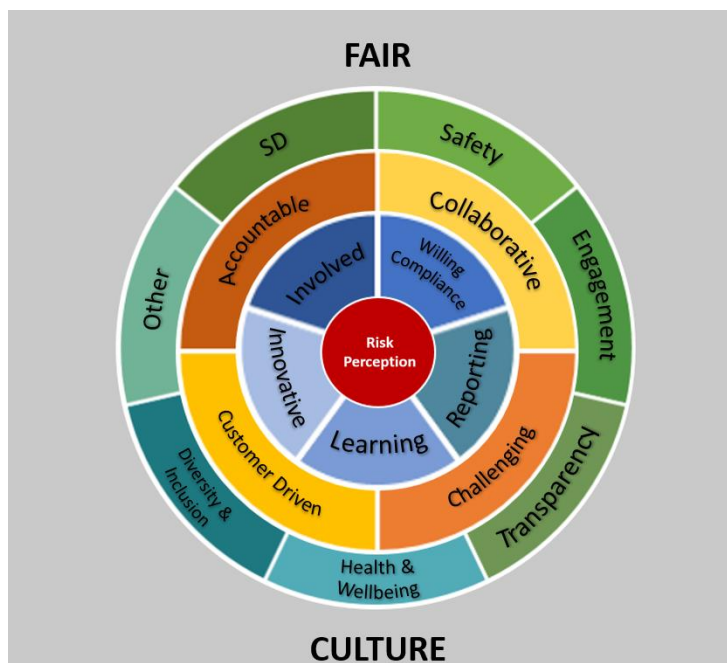 FAIR
SD
Safety
Engagement
Transparency
Health &
Wellbeing
Diversity &
Inclusion
Other
Accountable
Collaborative
Challenging
Customer Driven
Involved
Willing
Compliance
Reporting
Learning
Innovative
Risk
Perception
CULTURE